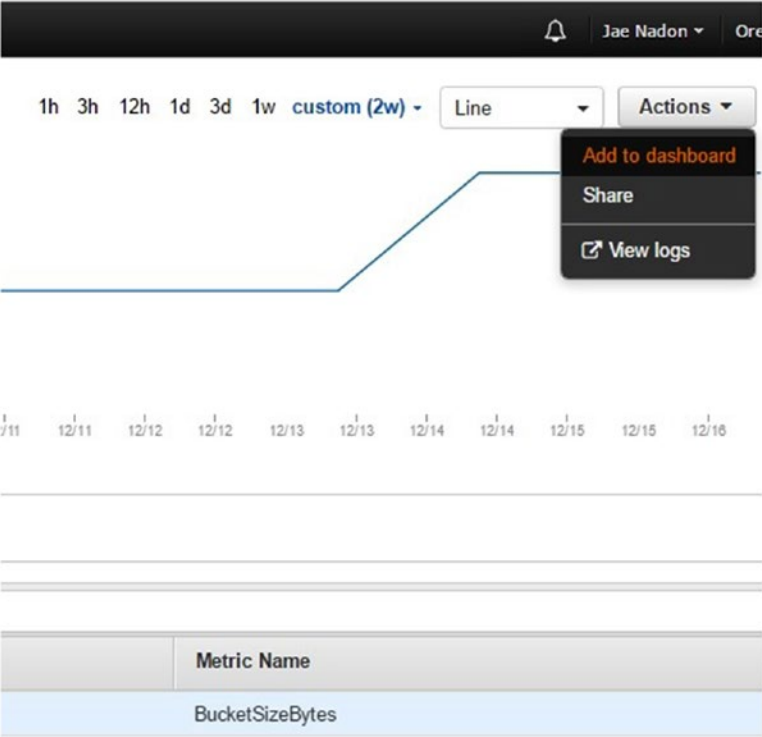 Jae Nadon Ore
1h 3h 12h 1d 3d 1w custom (2w) Line Actions
Add to dashboard
Share
View logs
/11 12/11 12/12 12/12 12/13 12/13 12/14 12/14 12/15 12/15 12/16
Metric Name
BucketSizeBytes